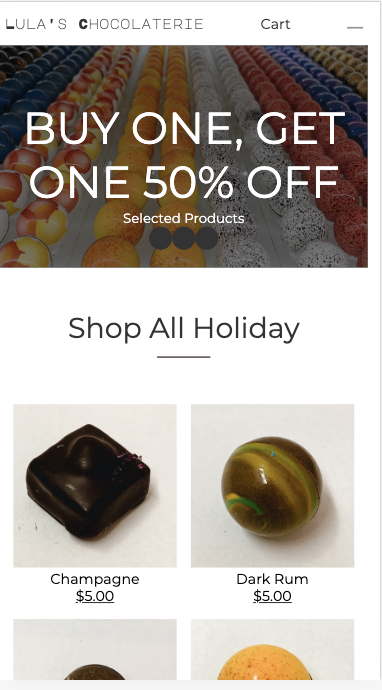 Lula's Chocolaterie
Cart
BUY ONE, GET
ONE 50% OFF
Selected Products
Shop All Holiday
Champagne
$5.00
Dark Rum
$5.00